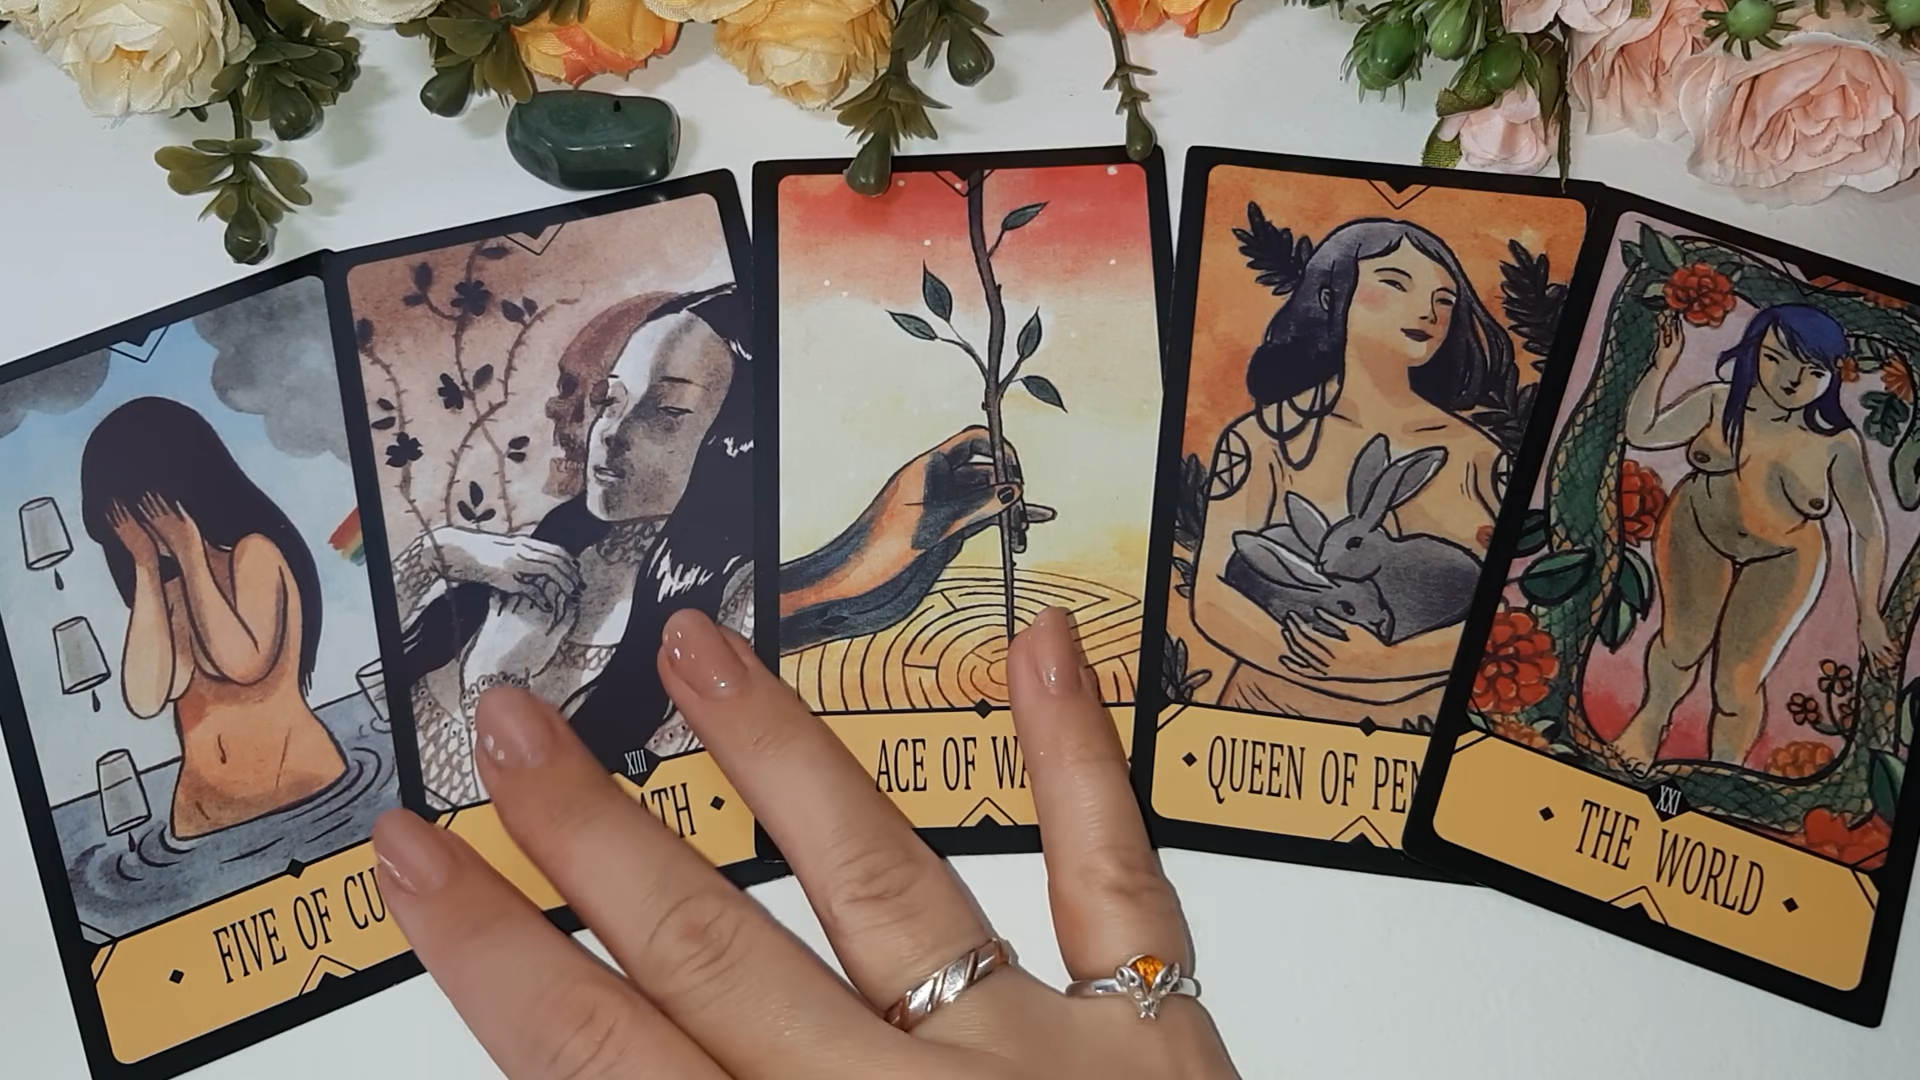 FIVE OF CU
XIII
ATH
ACE OF WA
QUEEN OF PEN
XXI
THE WORLD